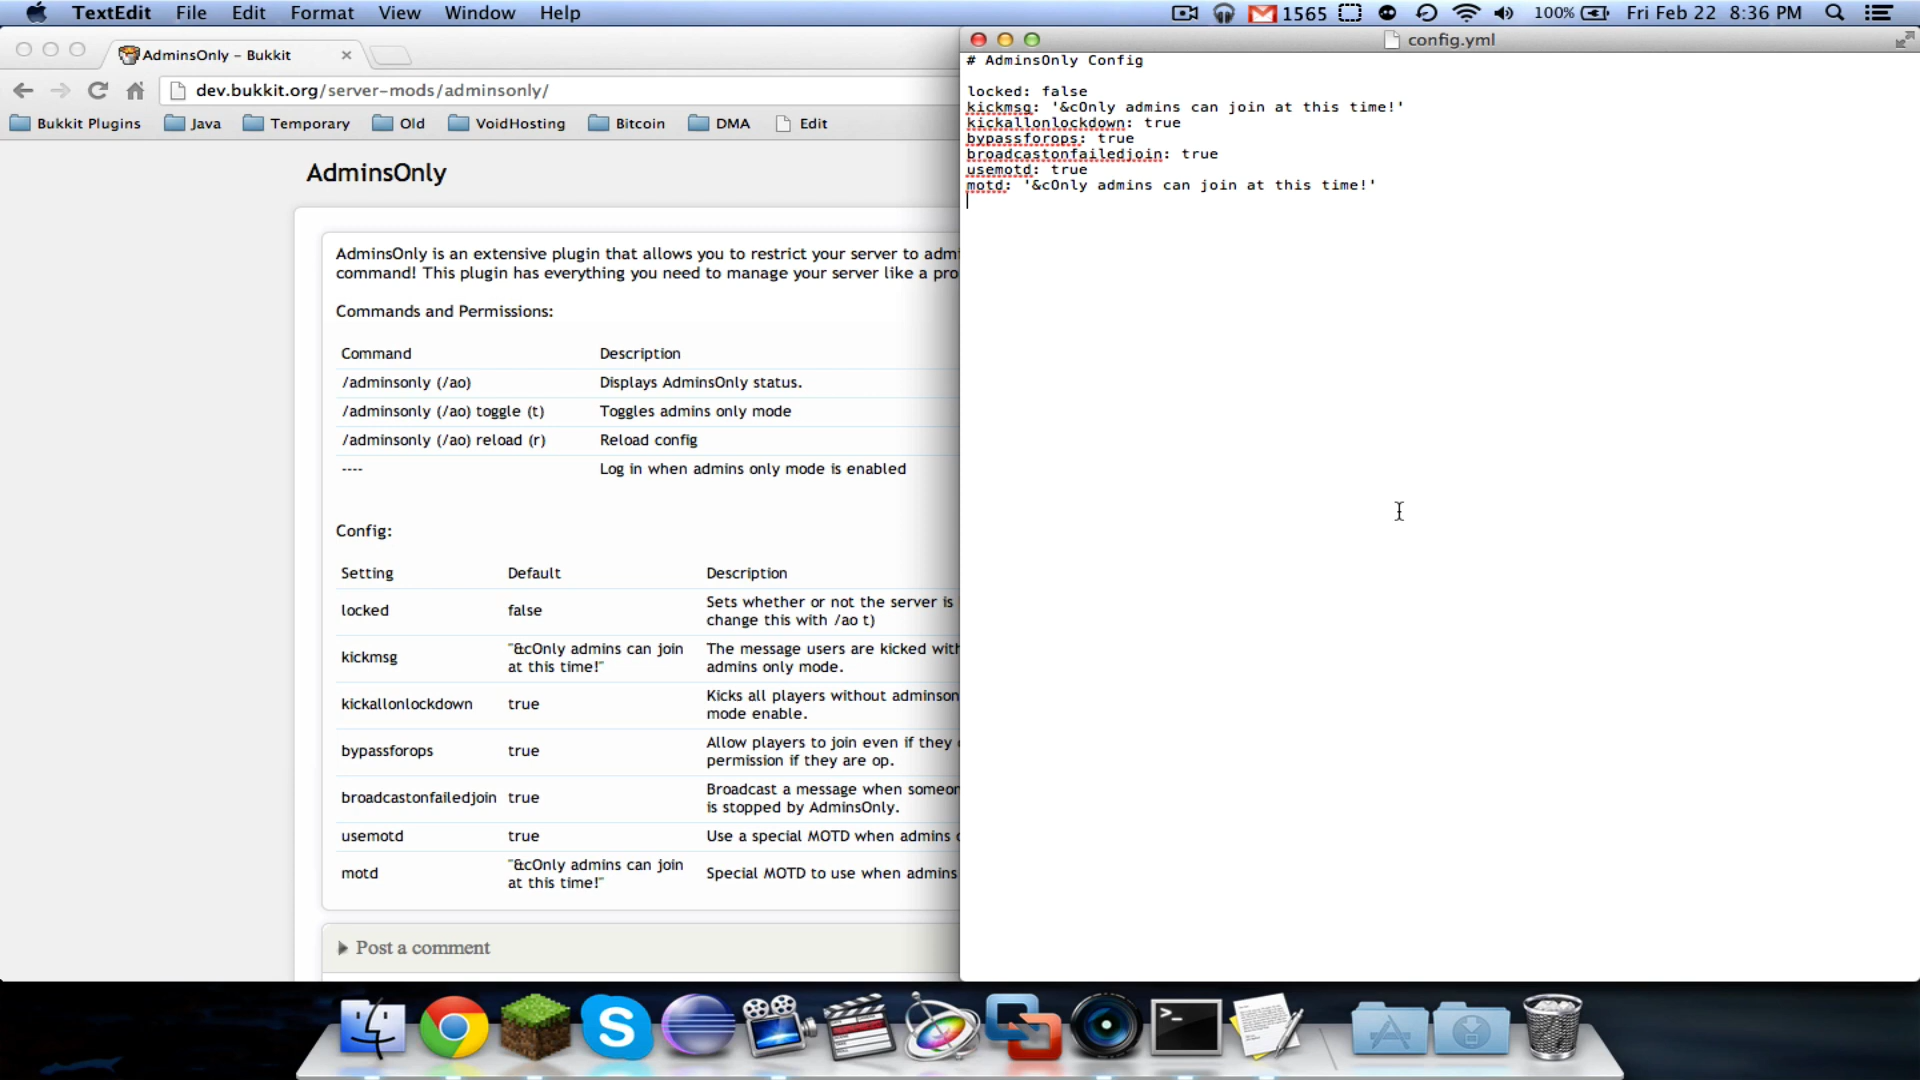 TextEdit File Edit Format View Window Help
1565 100% Fri Feb 22 8:36 PM
AdminsOnly – Bukkit
dev.bukkit.org/server-mods/adminsonly/
Bukkit Plugins Java Temporary Old VoidHosting Bitcoin DMA Edit
AdminsOnly
AdminsOnly is an extensive plugin that allows you to restrict your server to adm
command! This plugin has everything you need to manage your server like a pro
Commands and Permissions:
Command Description
/adminsonly (/ao) Displays AdminsOnly status.
/adminsonly (/ao) toggle (t) Toggles admins only mode
/adminsonly (/ao) reload (r) Reload config
---- Log in when admins only mode is enabled
Config:
Setting Default Description
locked false Sets whether or not the server is
change this with /ao t)
kickmsg "&cOnly admins can join The message users are kicked with
at this time!" admins only mode.
kickallonlockdown true Kicks all players without adminson
mode enable.
bypassforops true Allow players to join even if they
permission if they are op.
broadcastonfailedjoin true Broadcast a message when someon
is stopped by AdminsOnly.
usemotd true Use a special MOTD when admins
motd "&cOnly admins can join Special MOTD to use when admins
at this time!"
Post a comment
config.yml
# AdminsOnly Config
locked: false
kickmsg: '&cOnly admins can join at this time!'
kickallonlockdown: true
bypassforops: true
broadcastonfailedjoin: true
usemotd: true
motd: '&cOnly admins can join at this time!'